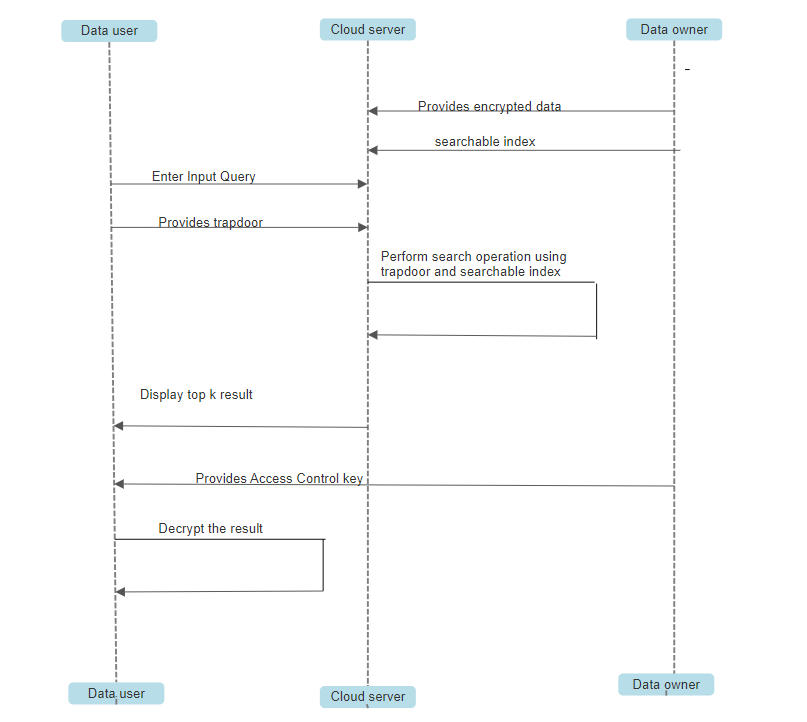 Data user
Cloud server
Data owner
-
Provides encrypted data
searchable index
Enter Input Query
Provides trapdoor
Perform search operation using
trapdoor and searchable index
Display top k result
Provides Access Control key
Decrypt the result
Data user
Cloud server
Data owner